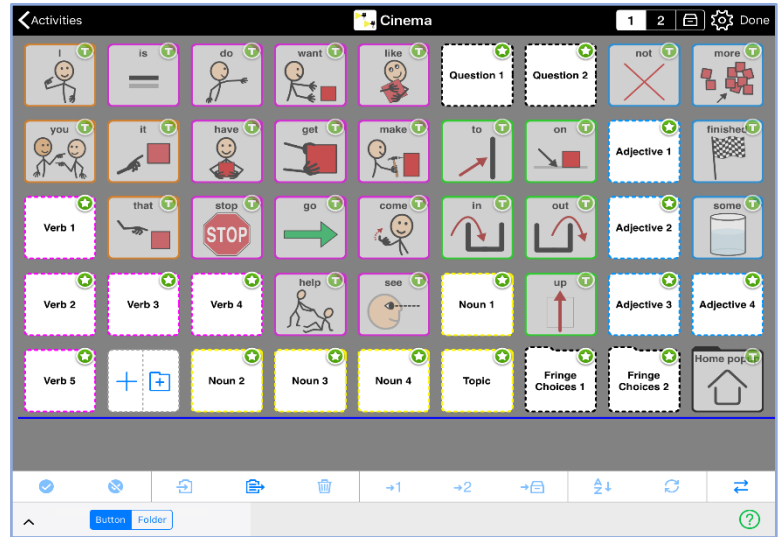 Activities
Cinema
1 2
Done
I is do want like Question 1 Question 2 not more
you it have get make to on Adjective 1 finished
Verb 1 that stop go come in out Adjective 2 some
STOP
Verb 2 Verb 3 Verb 4 help see Noun 1 up Adjective 3 Adjective 4
Verb 5 Noun 2 Noun 3 Noun 4 Topic Fringe Choices 1 Fringe Choices 2 Home
→1 →2 A Z↓
Button Folder
?